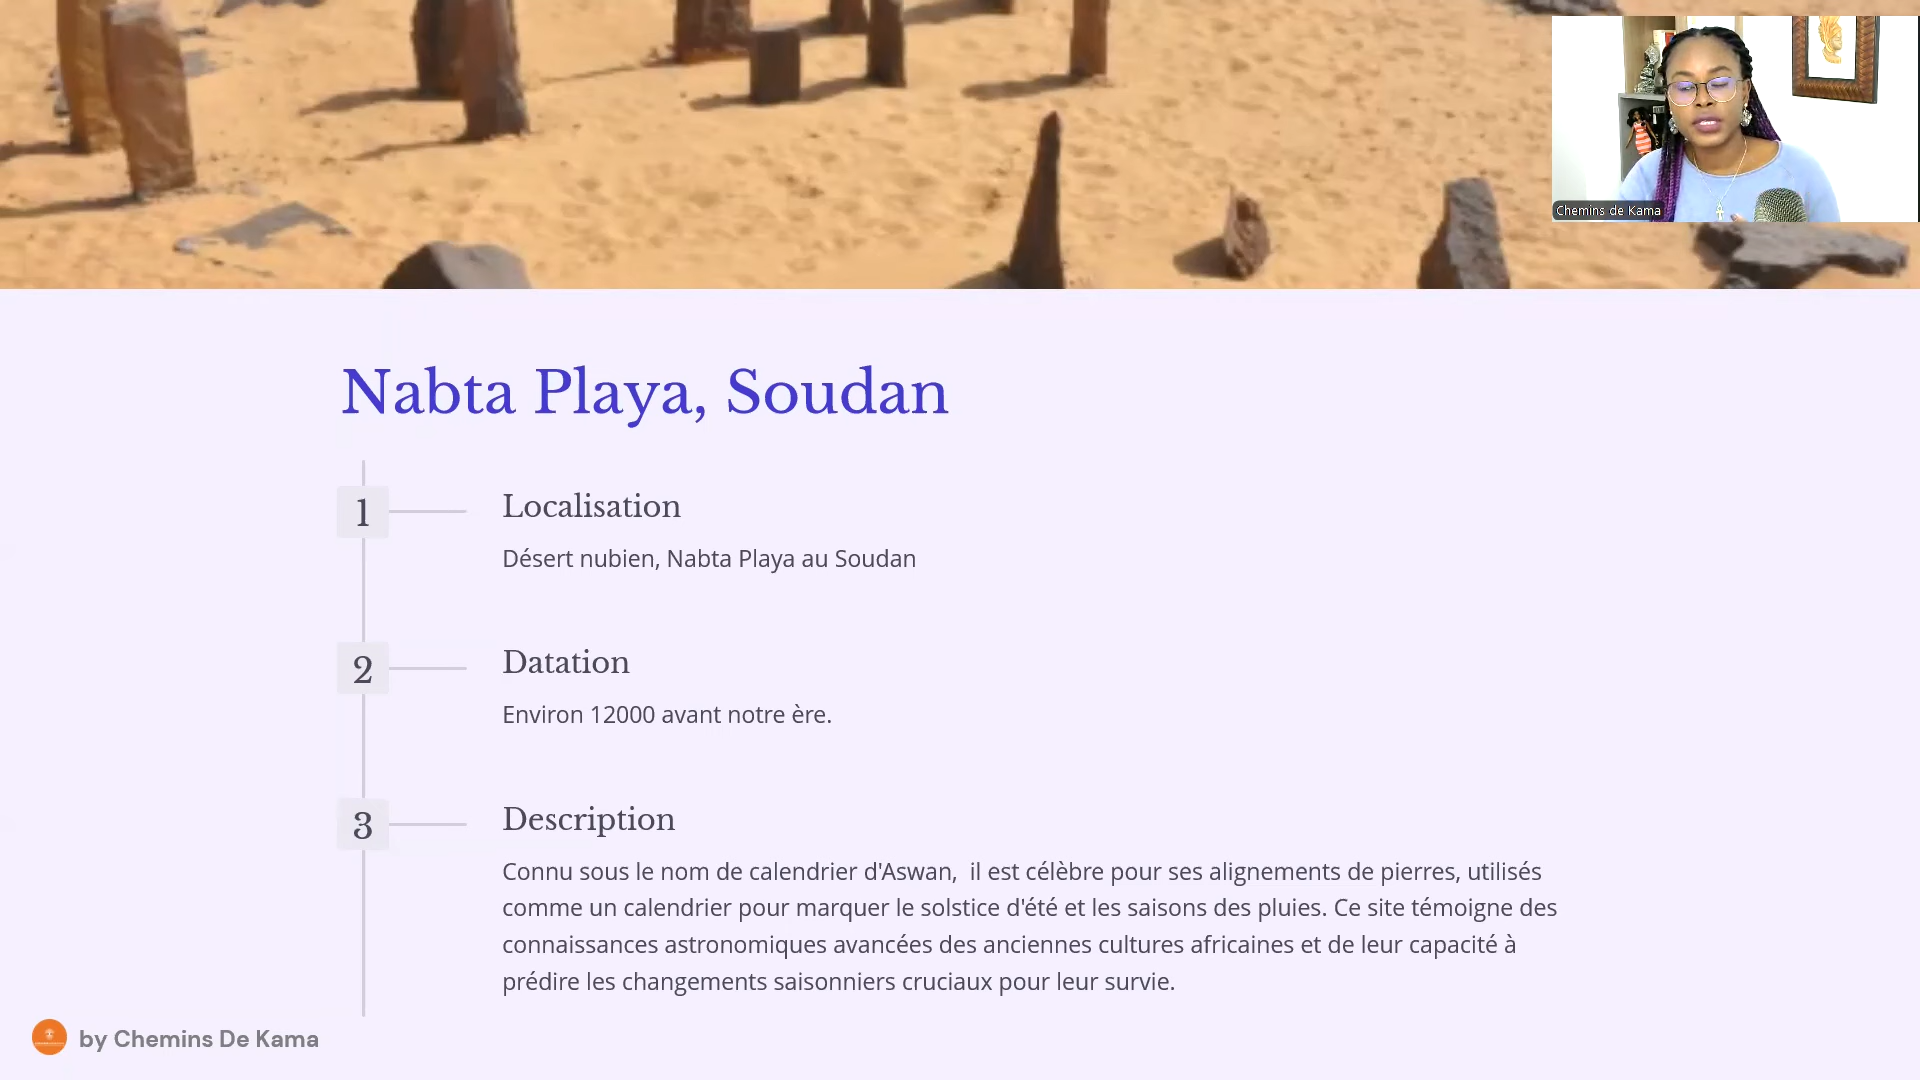 Chemins de Kama
Nabta Playa, Soudan
1
Localisation
Désert nubien, Nabta Playa au Soudan
2
Datation
Environ 12000 avant notre ère.
3
Description
Connu sous le nom de calendrier d'Aswan,  il est célèbre pour ses alignements de pierres, utilisés
comme un calendrier pour marquer le solstice d'été et les saisons des pluies. Ce site témoigne des
connaissances astronomiques avancées des anciennes cultures africaines et de leur capacité à
prédire les changements saisonniers cruciaux pour leur survie.
by Chemins De Kama